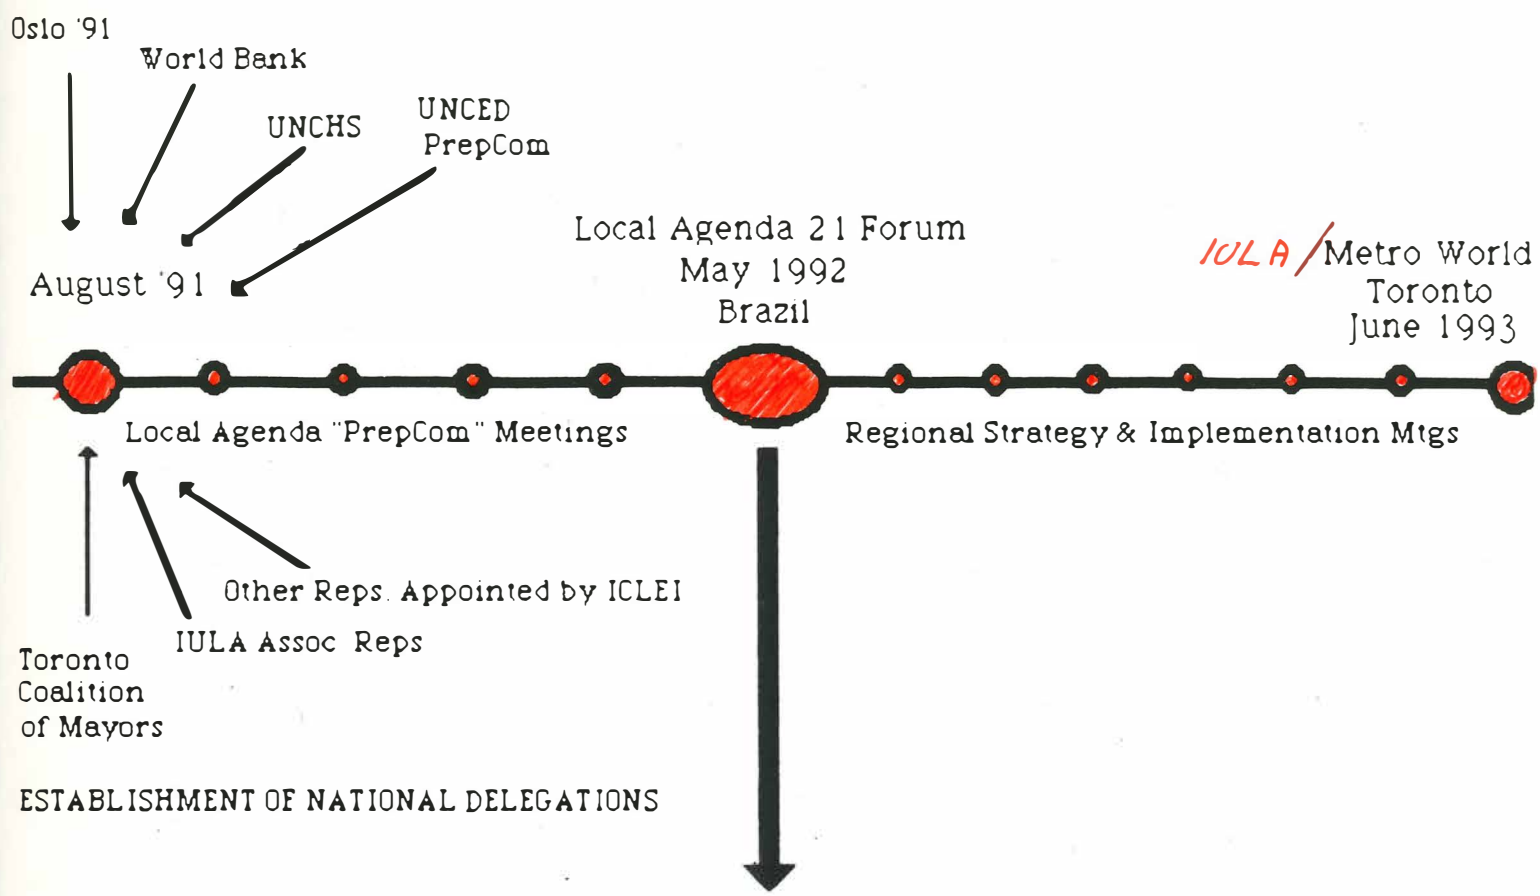 Oslo '91
World Bank
UNCHS
UNCED
PrepCom
August '91
Local Agenda 21 Forum
May 1992
Brazil
IULA / Metro World
Toronto
June 1993
Local Agenda "PrepCom" Meetings
Regional Strategy & Implementation Mtgs
Other Reps. Appointed by ICLEI
IULA Assoc Reps
Toronto
Coalition
of Mayors
ESTABLISHMENT OF NATIONAL DELEGATIONS